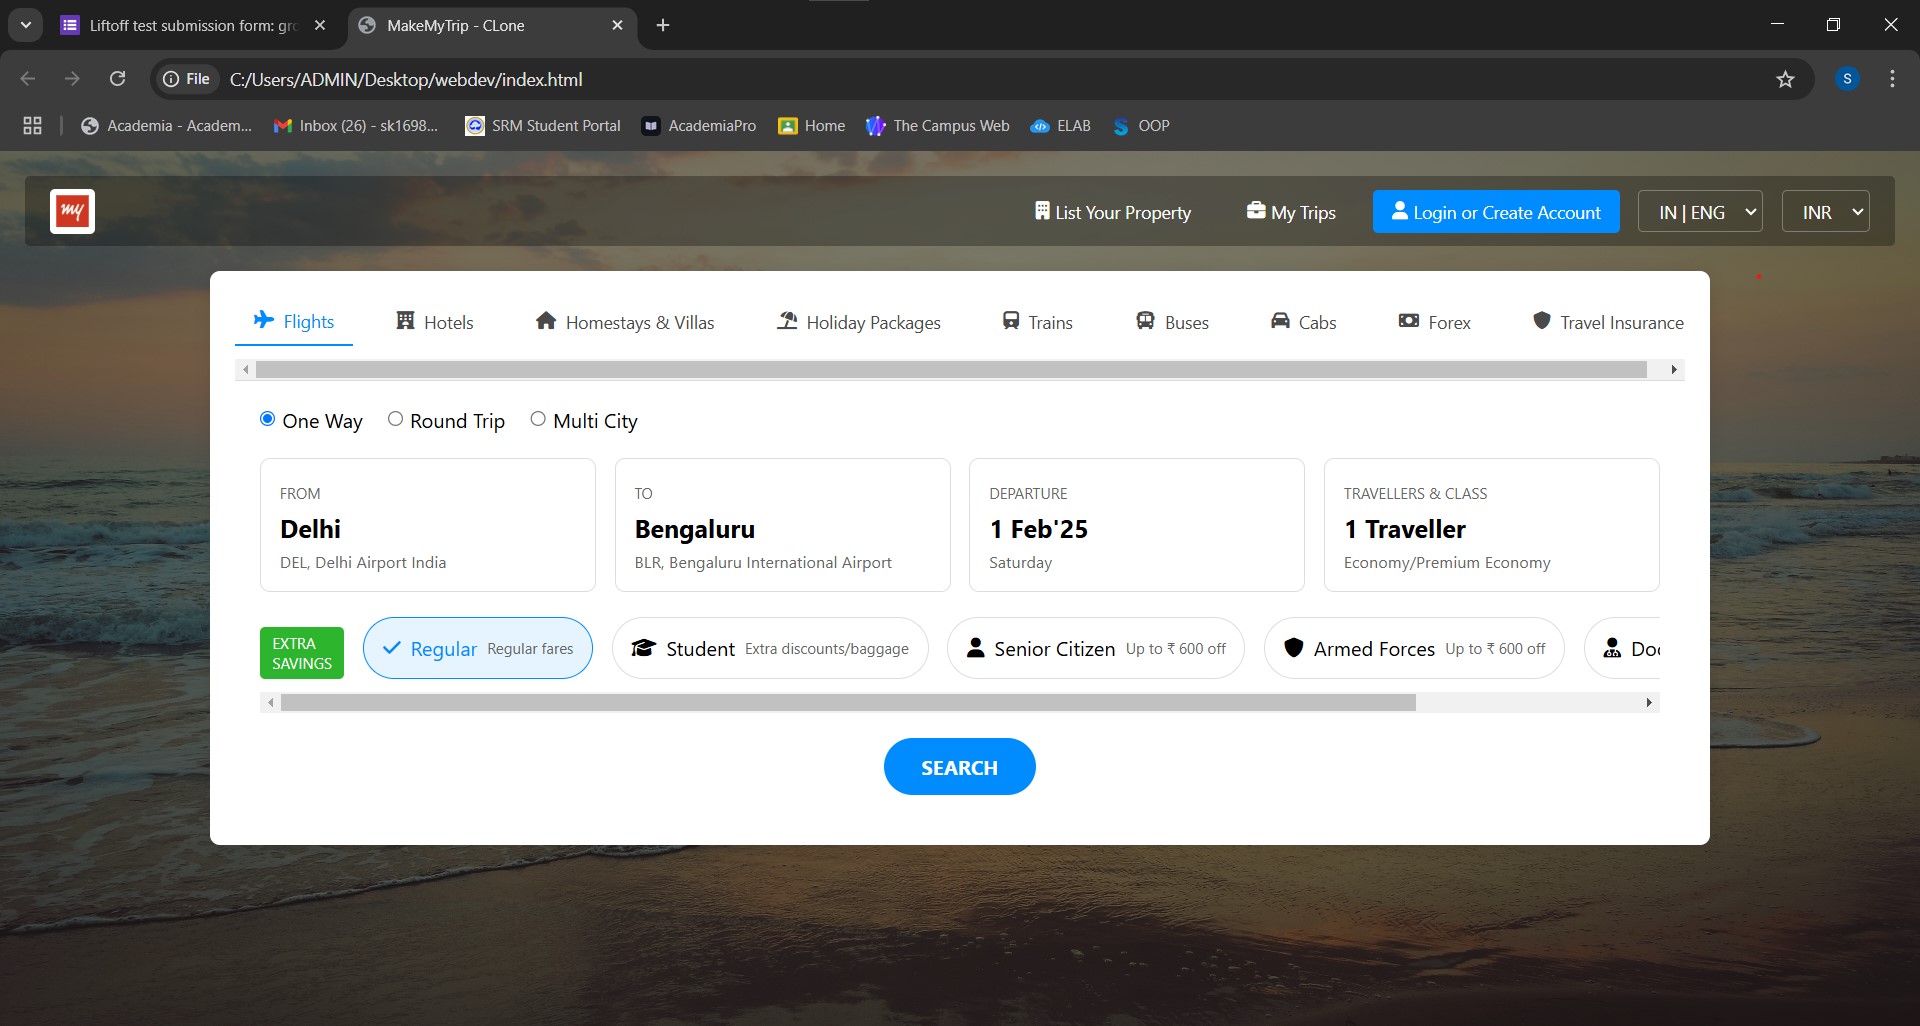 Liftoff test submission form: gro
MakeMyTrip - CLone
File
C:/Users/ADMIN/Desktop/webdev/index.html
S
Academia - Academ...
Inbox (26) - sk1698...
SRM Student Portal
AcademiaPro
Home
The Campus Web
ELAB
OOP
my
List Your Property
My Trips
Login or Create Account
IN | ENG
INR
Flights
Hotels
Homestays & Villas
Holiday Packages
Trains
Buses
Cabs
Forex
Travel Insurance
One Way
Round Trip
Multi City
FROM
Delhi
DEL, Delhi Airport India
TO
Bengaluru
BLR, Bengaluru International Airport
DEPARTURE
1 Feb'25
Saturday
TRAVELLERS & CLASS
1 Traveller
Economy/Premium Economy
EXTRA
SAVINGS
Regular Regular fares
Student Extra discounts/baggage
Senior Citizen Up to ₹ 600 off
Armed Forces Up to ₹ 600 off
Doc
SEARCH